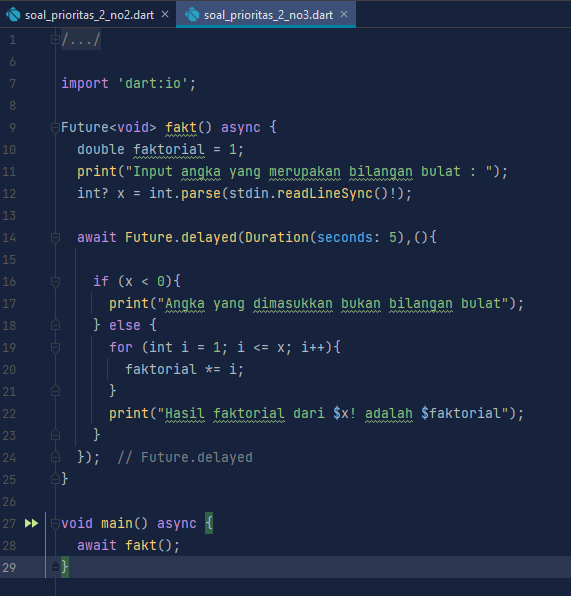 soal_prioritas_2_no2.dart × soal_prioritas_2_no3.dart ×
1 /.../
6
7 import 'dart:io';
8
9 Future<void> fakt() async {
10 double faktorial = 1;
11 print("Input angka yang merupakan bilangan bulat : ");
12 int? x = int.parse(stdin.readLineSync()!);
13
14 await Future.delayed(Duration(seconds: 5),(){
15
16 if (x < 0){
17 print("Angka yang dimasukkan bukan bilangan bulat");
18 } else {
19 for (int i = 1; i <= x; i++){
20 faktorial *= i;
21 }
22 print("Hasil faktorial dari $x! adalah $faktorial");
23 }
24 }); // Future.delayed
25 }
26
27 void main() async {
28 await fakt();
29 }